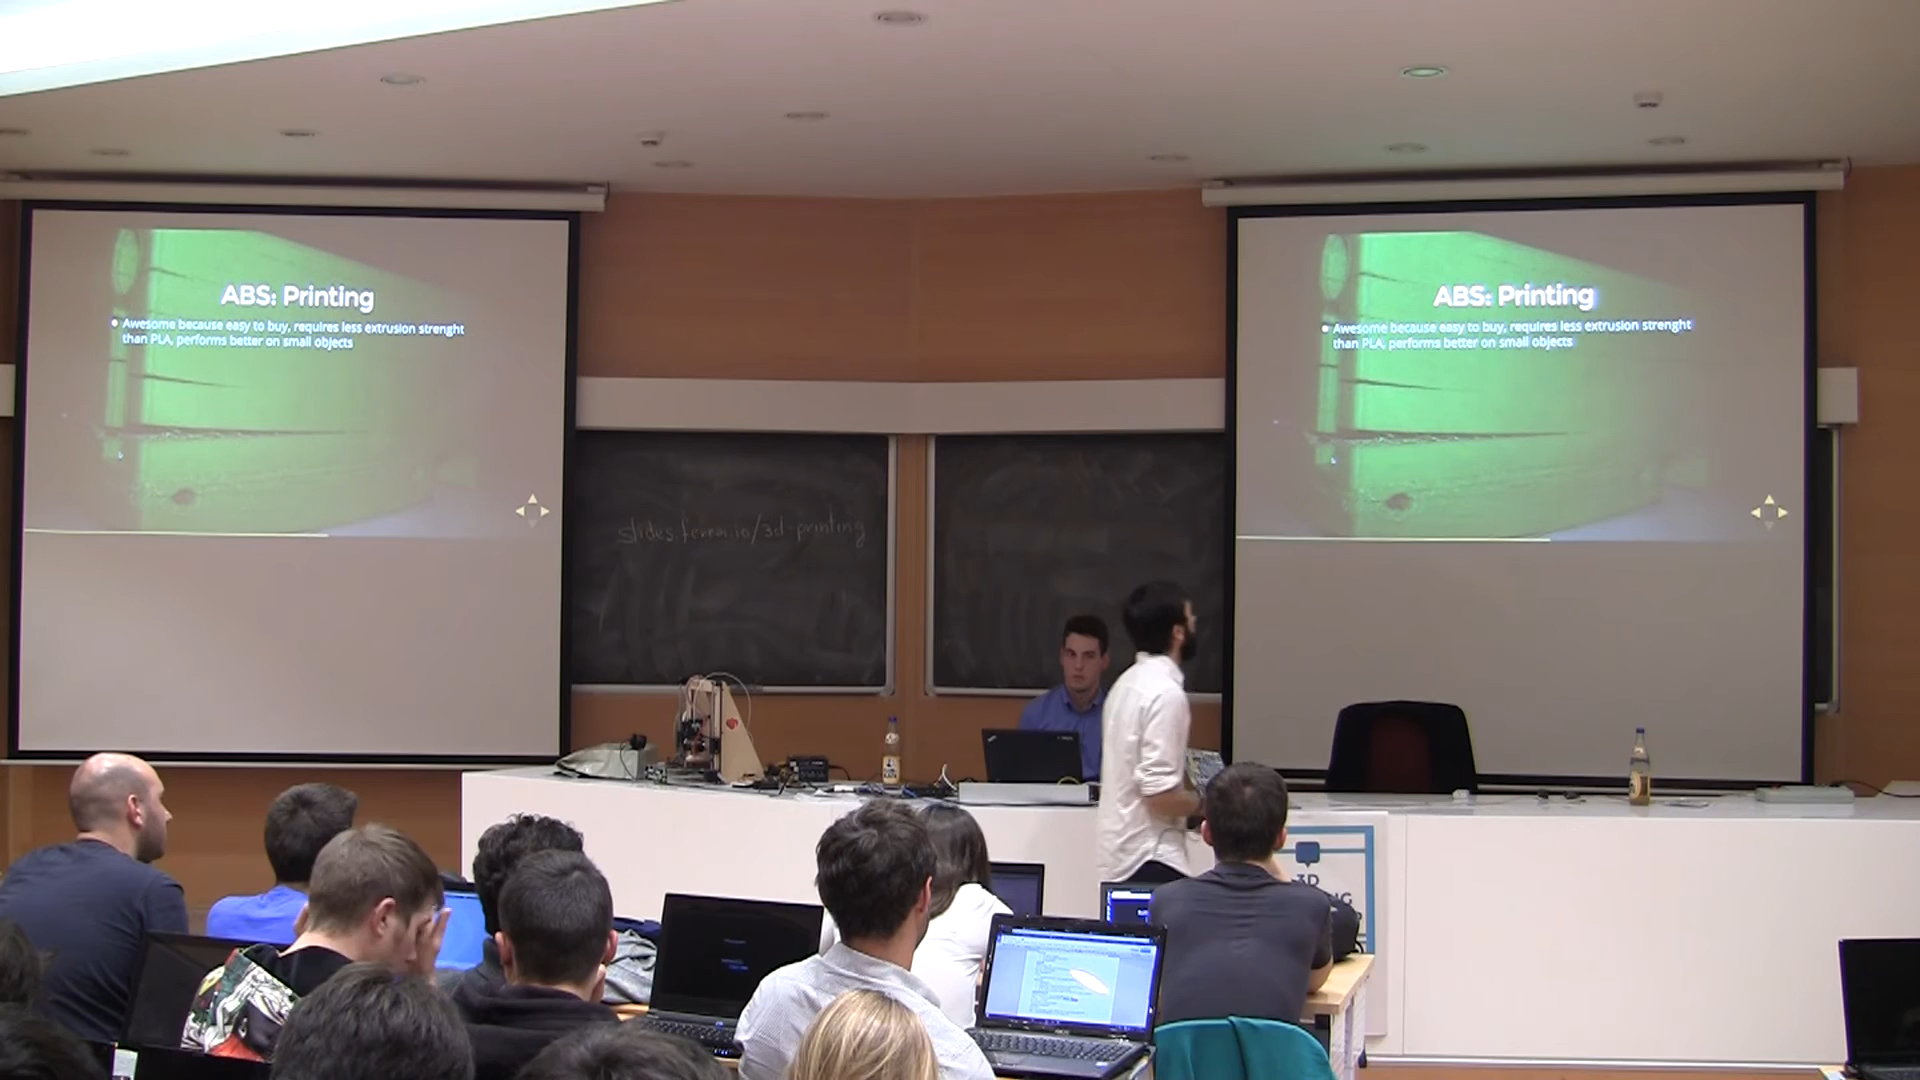 ABS: Printing
Awesome because easy to buy, requires less extrusion strenght
than PLA, performs better on small objects
slides.ferran.io/3d-printing
ABS: Printing
Awesome because easy to buy, requires less extrusion strenght
than PLA, performs better on small objects
3D